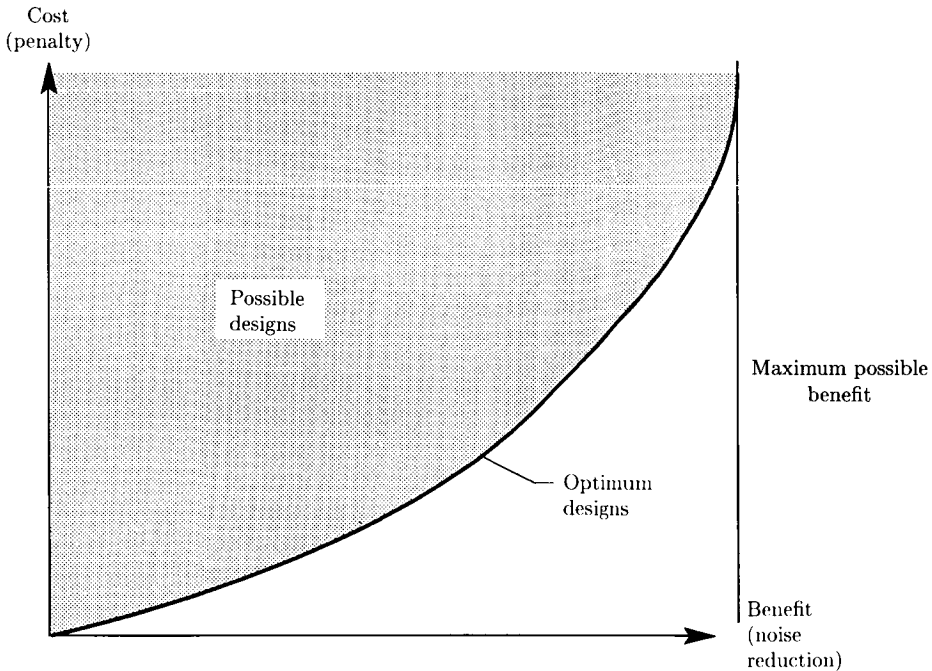 Cost
(penalty)
Possible
designs
Maximum possible
benefit
Optimum
designs
Benefit
(noise
reduction)